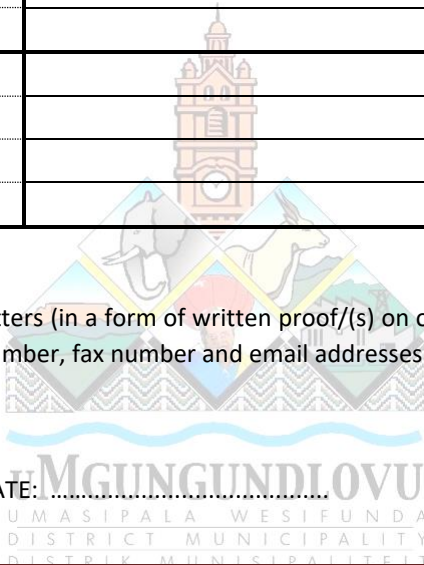 tters (in a form of written proof/(s) on c
mber, fax number and email addresses
ATE: ........................................
UMGUNGUNDLOVU
UMASIPALA WESIFUNDA
DISTRICT MUNICIPALITY
DISTRIK MUNISIPALITEIT